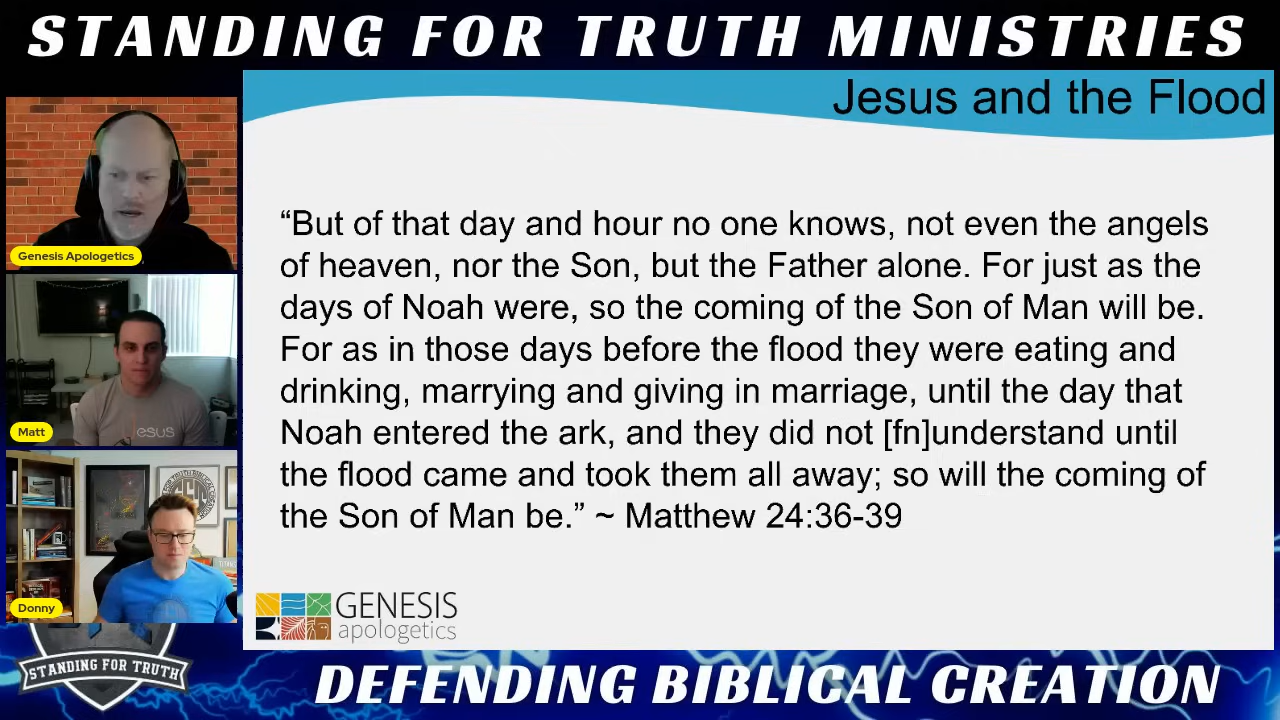 STANDING FOR TRUTH MINISTRIES
Jesus and the Flood
Genesis Apologetics
Matt
Jesus
Donny
“But of that day and hour no one knows, not even the angels
of heaven, nor the Son, but the Father alone. For just as the
days of Noah were, so the coming of the Son of Man will be.
For as in those days before the flood they were eating and
drinking, marrying and giving in marriage, until the day that
Noah entered the ark, and they did not [fn]understand until
the flood came and took them all away; so will the coming of
the Son of Man be.” ~ Matthew 24:36-39
GENESIS
apologetics
STANDING FOR TRUTH
DEFENDING BIBLICAL CREATION